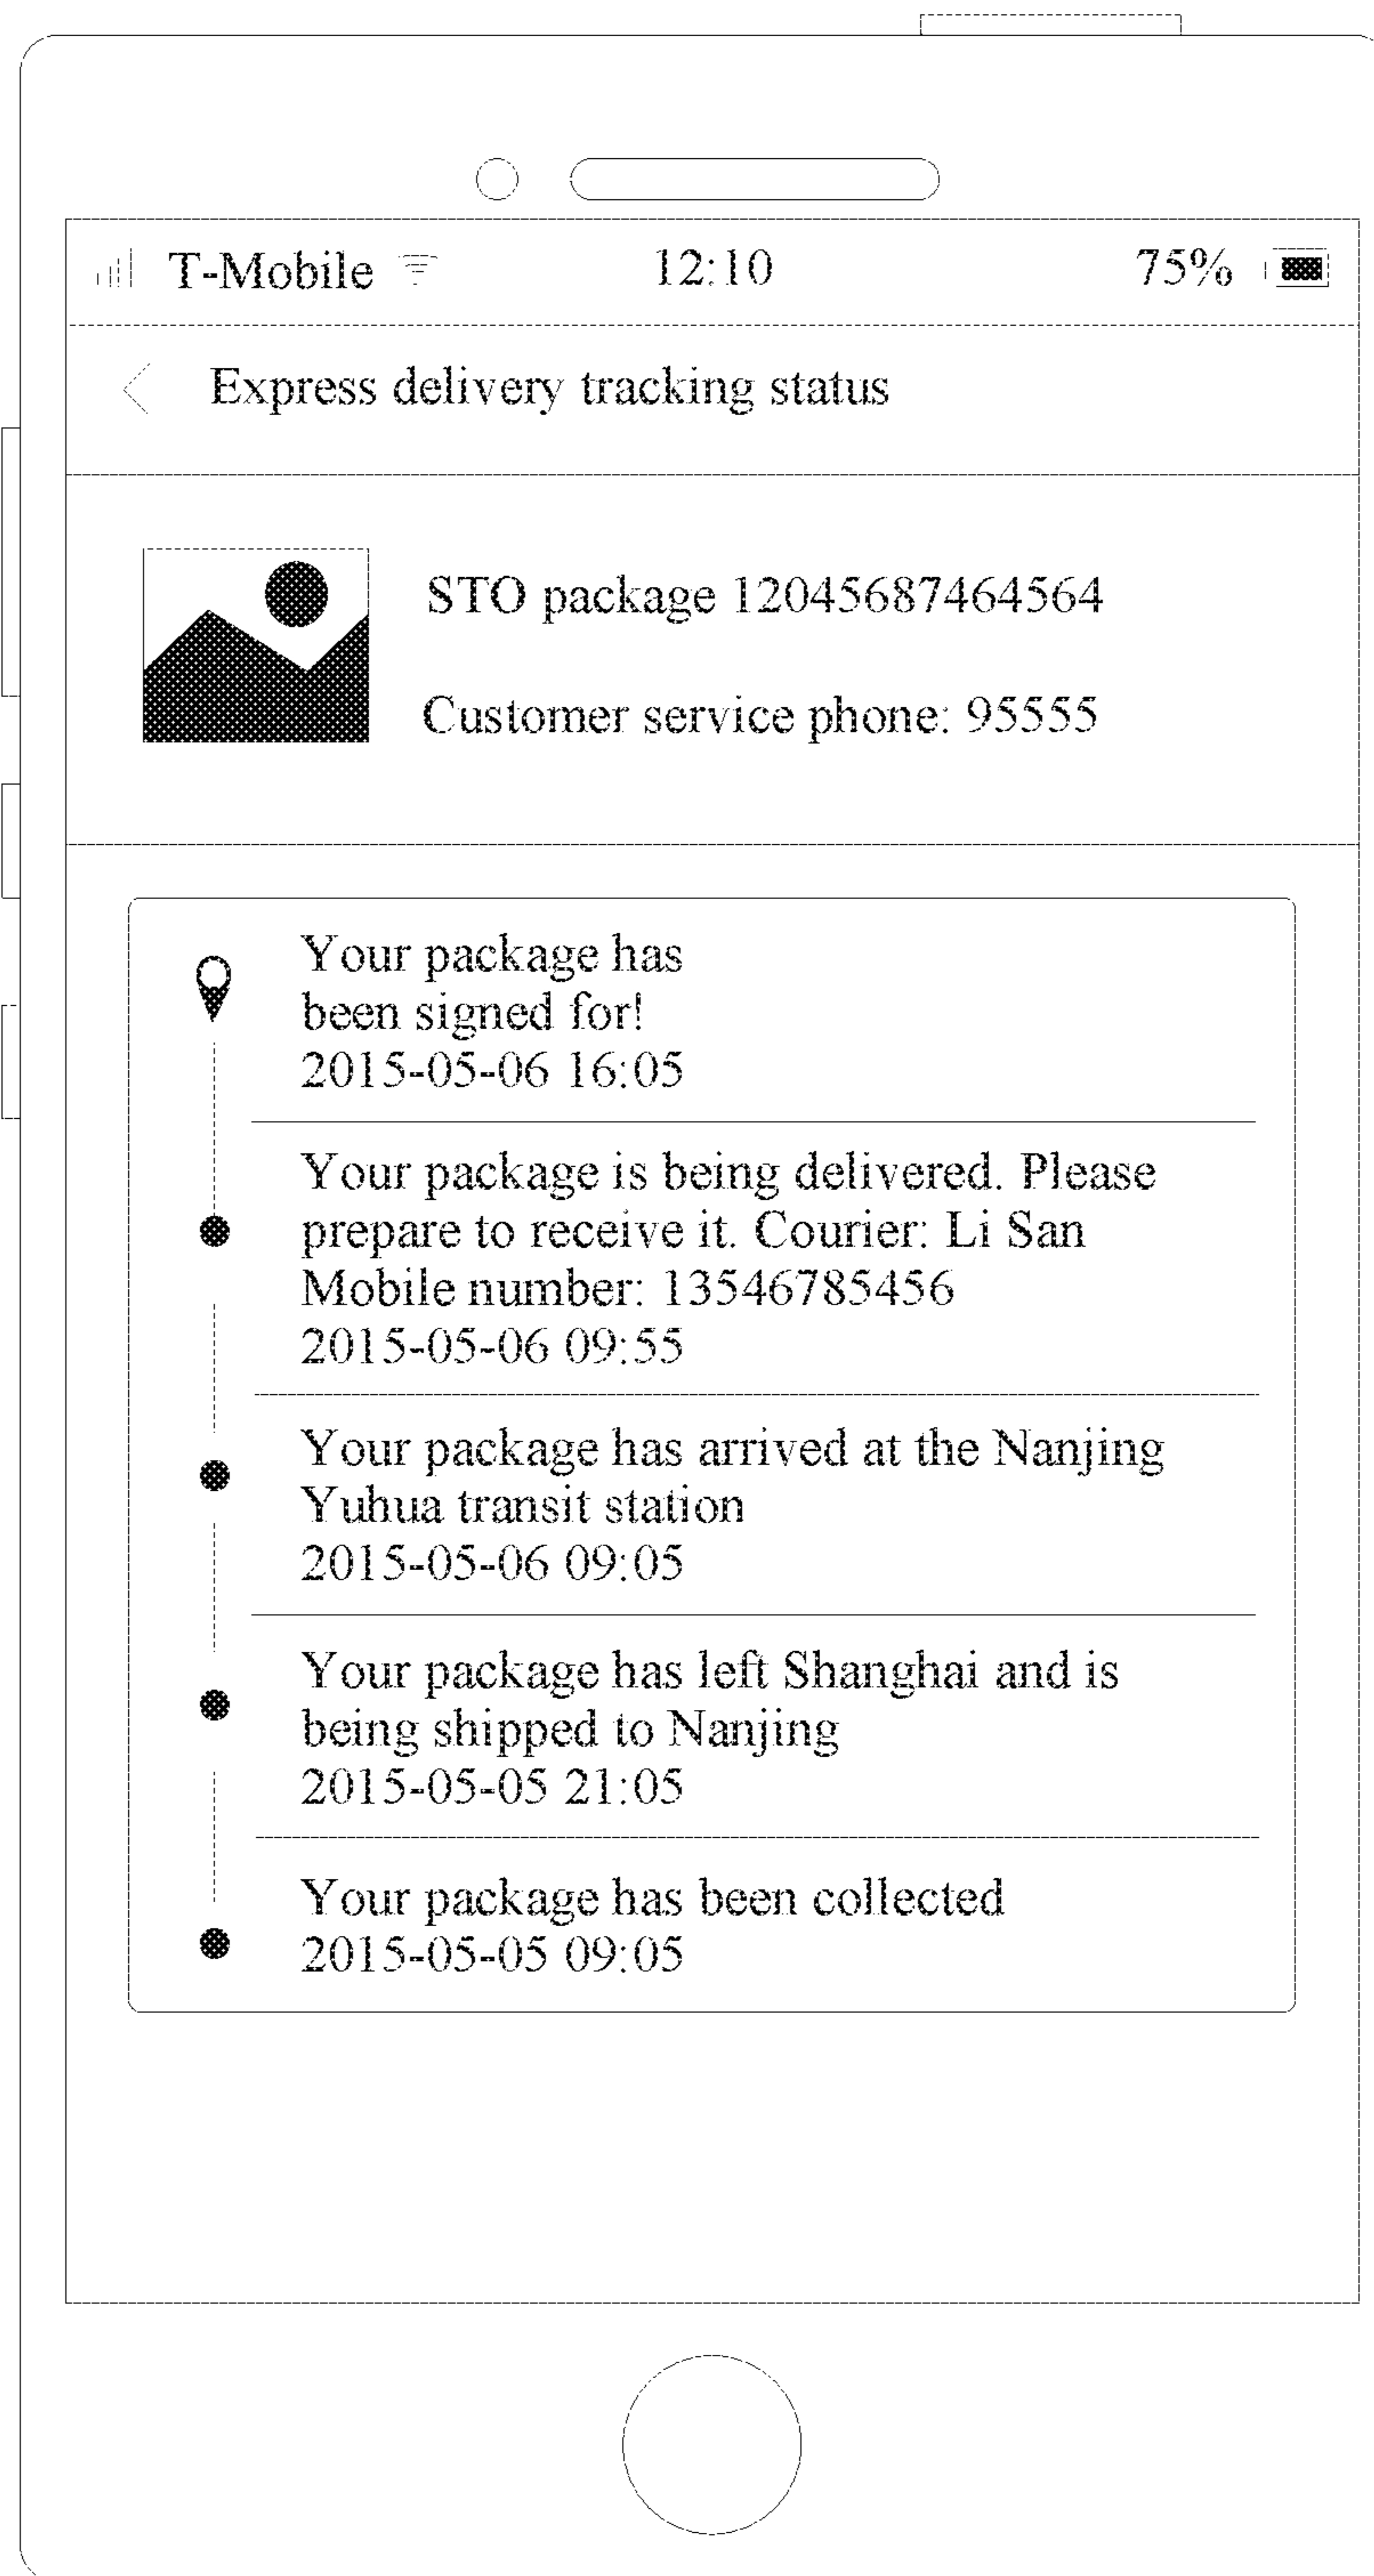 T-Mobile 12:10 75%
Express delivery tracking status
STO package 12045687464564
Customer service phone: 95555
Your package has
been signed for!
2015-05-06 16:05
Your package is being delivered. Please
prepare to receive it. Courier: Li San
Mobile number: 13546785456
2015-05-06 09:55
Your package has arrived at the Nanjing
Yuhua transit station
2015-05-06 09:05
Your package has left Shanghai and is
being shipped to Nanjing
2015-05-05 21:05
Your package has been collected
2015-05-05 09:05